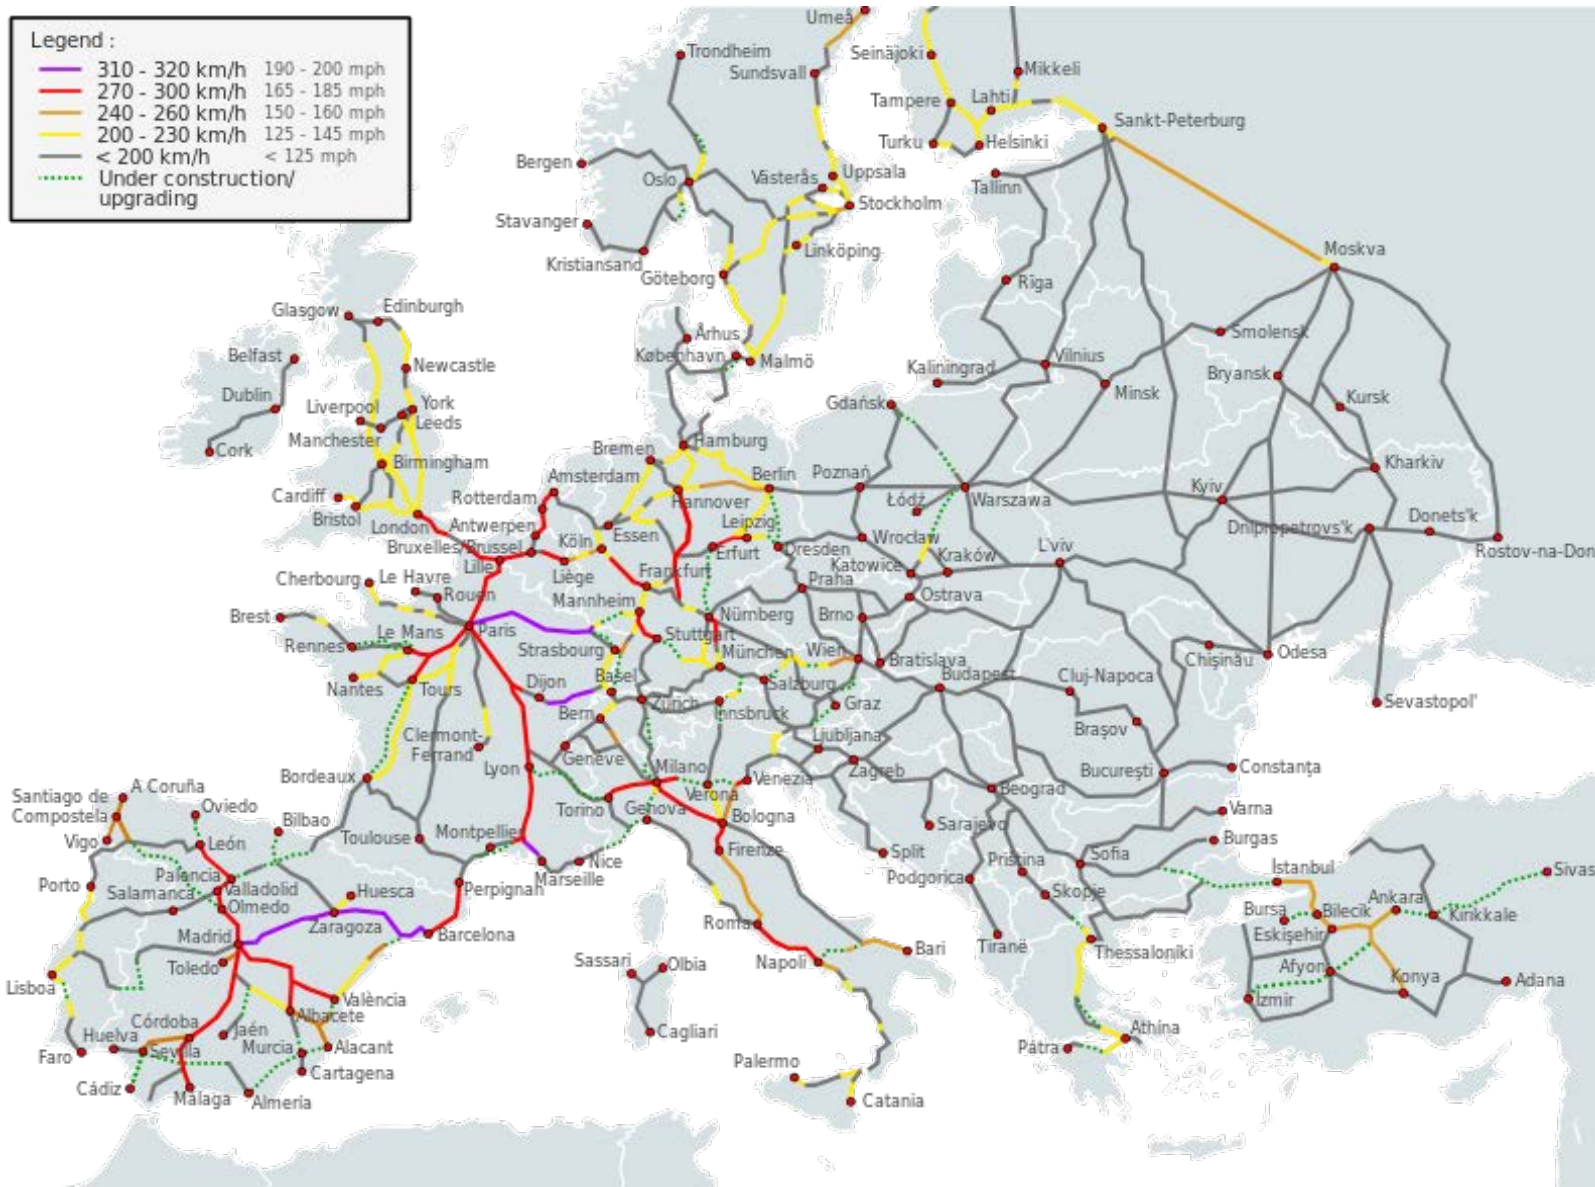 Legend :
310 - 320 km/h 190 - 200 mph
270 - 300 km/h 165 - 185 mph
240 - 260 km/h 150 - 160 mph
200 - 230 km/h 125 - 145 mph
< 200 km/h < 125 mph
Under construction/
upgrading
Umeå
Trondheim
Sundsvall
Seinäjoki
Mikkeli
Tampere
Lahti
Sankt-Peterburg
Turku
Helsinki
Bergen
Oslo
Västerås
Uppsala
Tallinn
Stockholm
Stavanger
Linköping
Kristiansand
Göteborg
Moskva
Rīga
Glasgow
Edinburgh
Århus
Smolensk
Belfast
København
Malmö
Vilnius
Newcastle
Kaliningrad
Minsk
Bryansk
Dublin
Liverpool
York
Leeds
Gdańsk
Kursk
Manchester
Cork
Birmingham
Bremen
Hamburg
Kharkiv
Amsterdam
Berlin
Poznań
Cardiff
Rotterdam
Hannover
Łódź
Warszawa
Kyiv
Bristol
London
Antwerpen
Essen
Leipzig
Dnipropetrovs'k
Donets'k
Bruxelles/Brussel
Köln
Erfurt
Dresden
Wrocław
L'viv
Rostov-na-Don
Lille
Liège
Frankfurt
Katowice
Kraków
Cherbourg
Le Havre
Rouen
Praha
Mannheim
Ostrava
Brest
Nürnberg
Brno
Rennes
Le Mans
Paris
Stuttgart
Strasbourg
München
Wien
Bratislava
Chişinău
Odesa
Nantes
Tours
Dijon
Basel
Zürich
Salzburg
Budapest
Cluj-Napoca
Innsbruck
Graz
Sevastopol'
Bern
Clermont-
Ferrand
Genève
Ljubljana
Braşov
Bordeaux
Lyon
Milano
Venezia
Zagreb
Bucureşti
Constanţa
Torino
Verona
Beograd
A Coruña
Santiago de
Compostela
Oviedo
Bilbao
Genova
Bologna
Varna
Vigo
León
Toulouse
Montpellier
Sarajevo
Burgas
Firenze
Split
Sofia
Nice
Marseille
Priština
İstanbul
Sivas
Porto
Palencia
Salamanca
Valladolid
Huesca
Perpignan
Podgorica
Skopje
Ankara
Olmedo
Zaragoza
Barcelona
Roma
Bursa
Bilecik
Kırıkkale
Madrid
Bari
Tiranë
Thessaloníki
Eskişehir
Toledo
Napoli
Sassari
Olbia
Afyon
Lisboa
València
Konya
Adana
Albacete
İzmir
Córdoba
Huelva
Jaén
Cagliari
Athína
Faro
Sevilla
Murcia
Alacant
Pátra
Palermo
Cartagena
Cádiz
Málaga
Almería
Catania